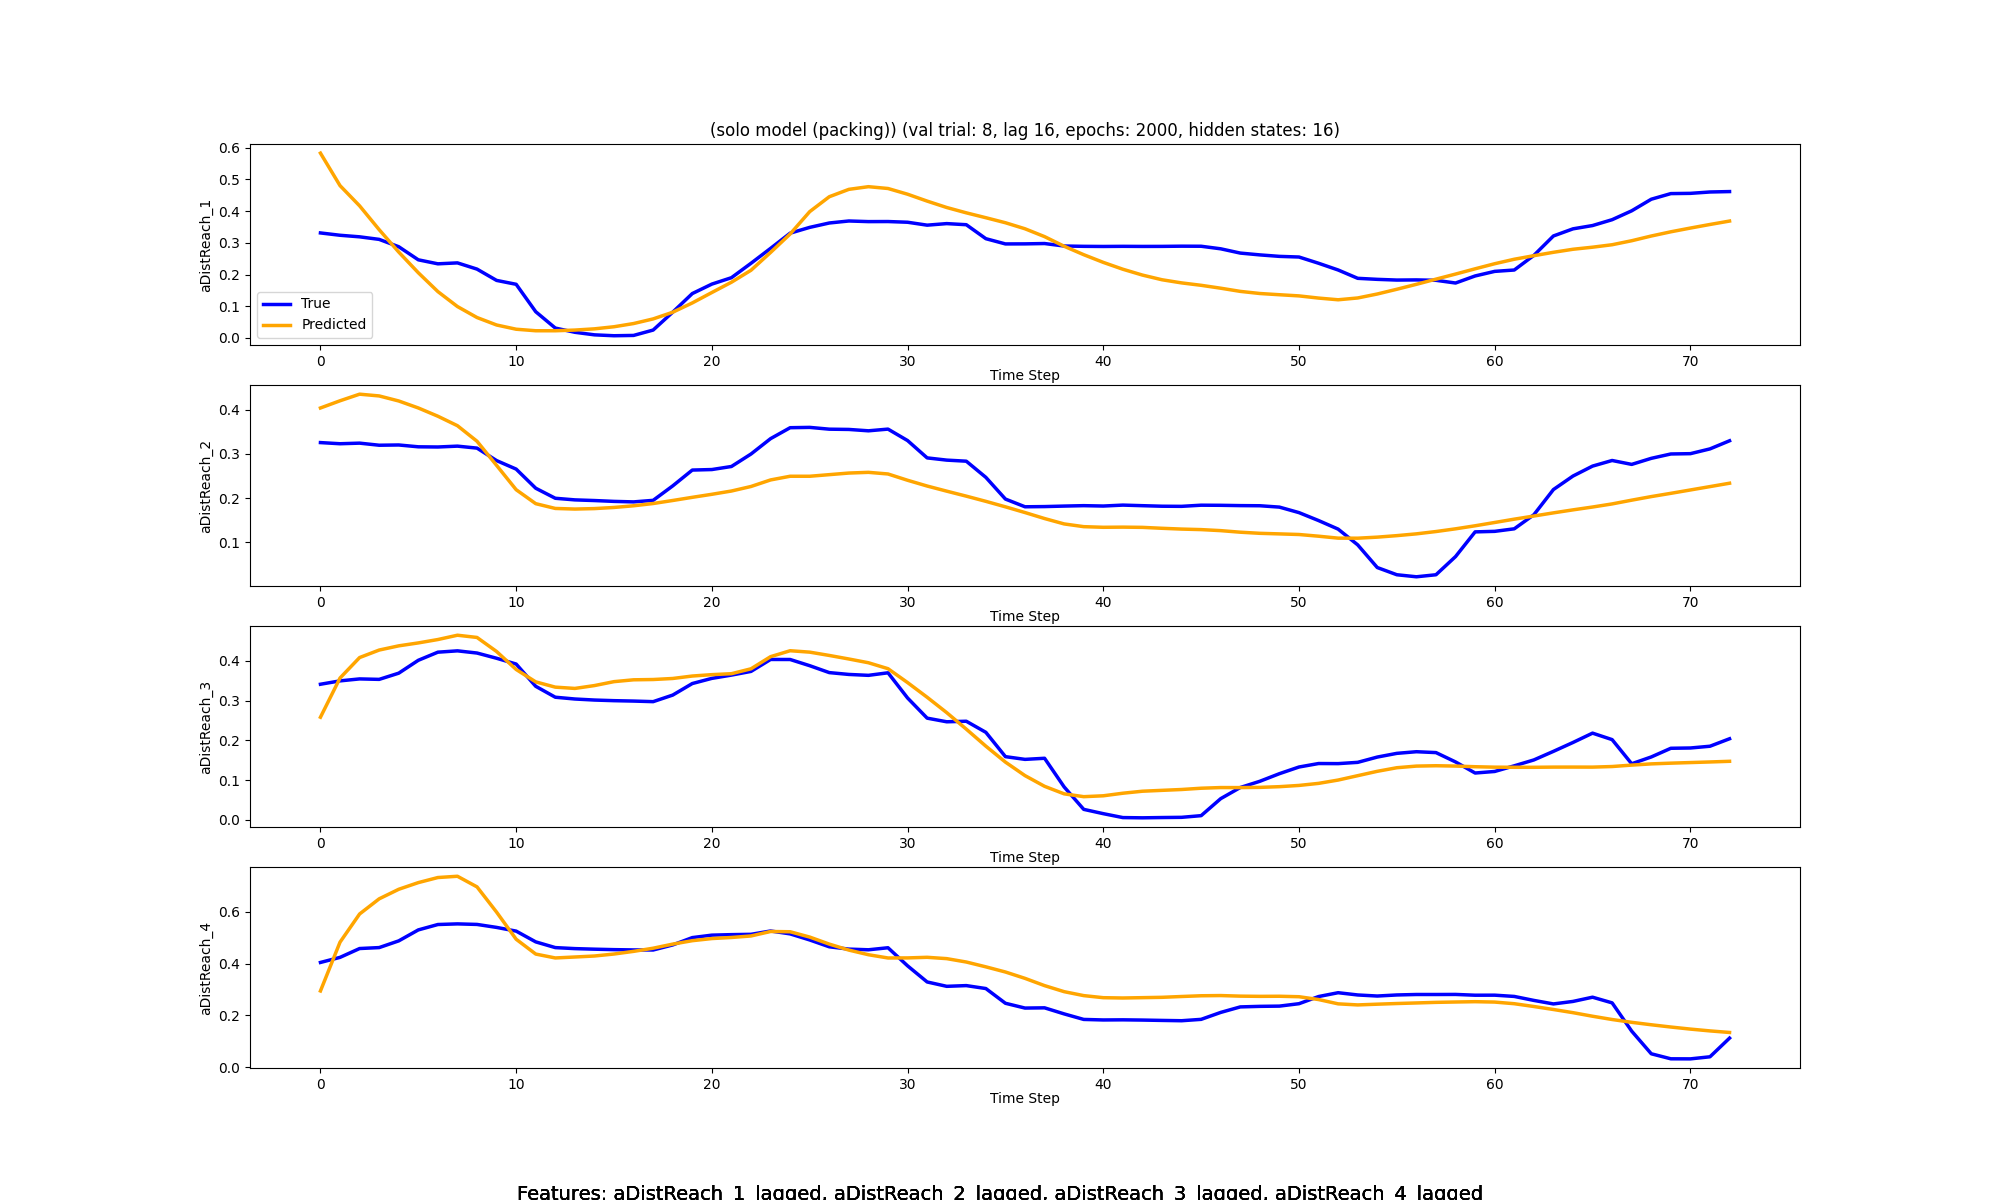 (solo model (packing)) (val trial: 8, lag 16, epochs: 2000, hidden states: 16)
aDistReach_1
0.6
0.5
0.4
0.3
0.2
0.1
0.0
True
Predicted
0 10 20 30 40 50 60 70
Time Step
aDistReach_2
0.4
0.3
0.2
0.1
0 10 20 30 40 50 60 70
Time Step
aDistReach_3
0.4
0.3
0.2
0.1
0.0
0 10 20 30 40 50 60 70
Time Step
aDistReach_4
0.6
0.4
0.2
0.0
0 10 20 30 40 50 60 70
Time Step
Features: aDistReach_1_lagged, aDistReach_2_lagged, aDistReach_3_lagged, aDistReach_4_lagged